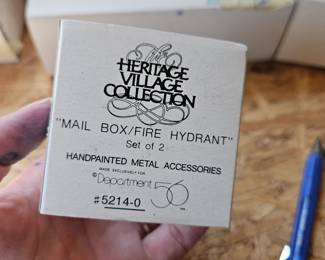 The
HERITAGE
VILLAGE
COLLECTION
"MAIL BOX/FIRE HYDRANT"
Set of 2
HANDPAINTED METAL ACCESSORIES
MADE EXCLUSIVELY FOR
©Department 56
#5214-0